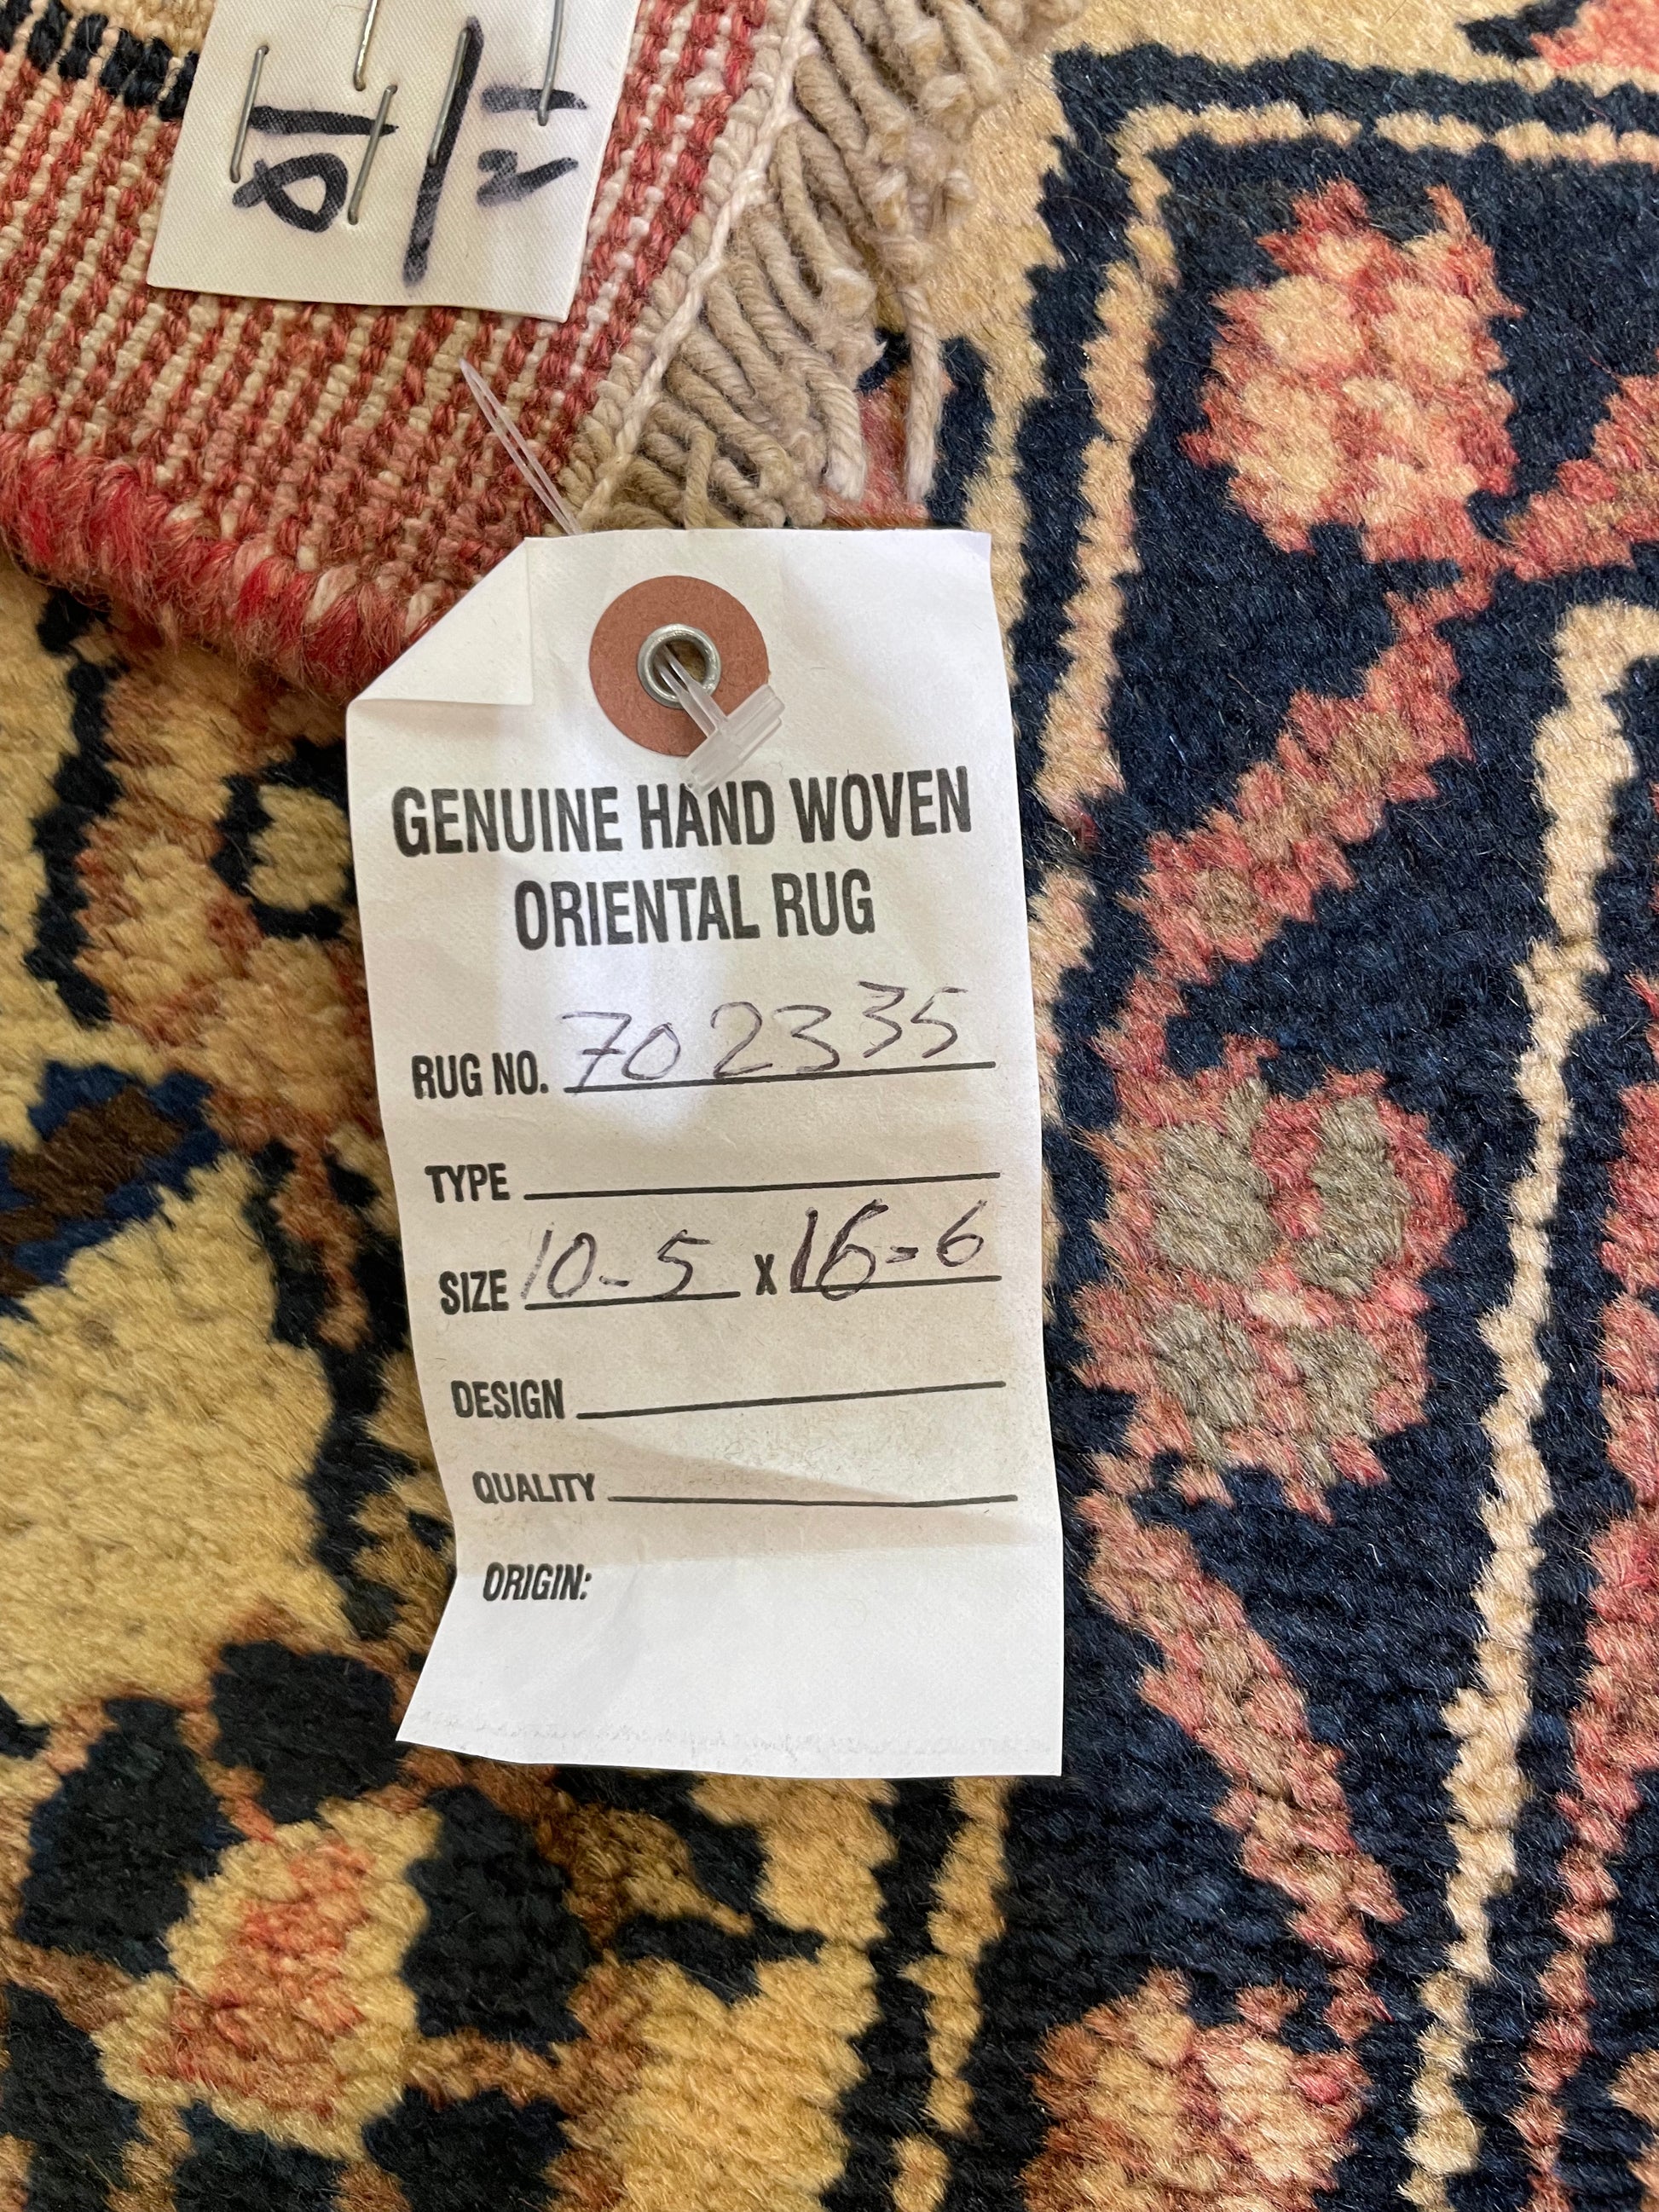 GENUINE HAND WOVEN
ORIENTAL RUG
RUG NO. 702335
TYPE
SIZE 10-5 X 16-6
DESIGN
QUALITY
ORIGIN: